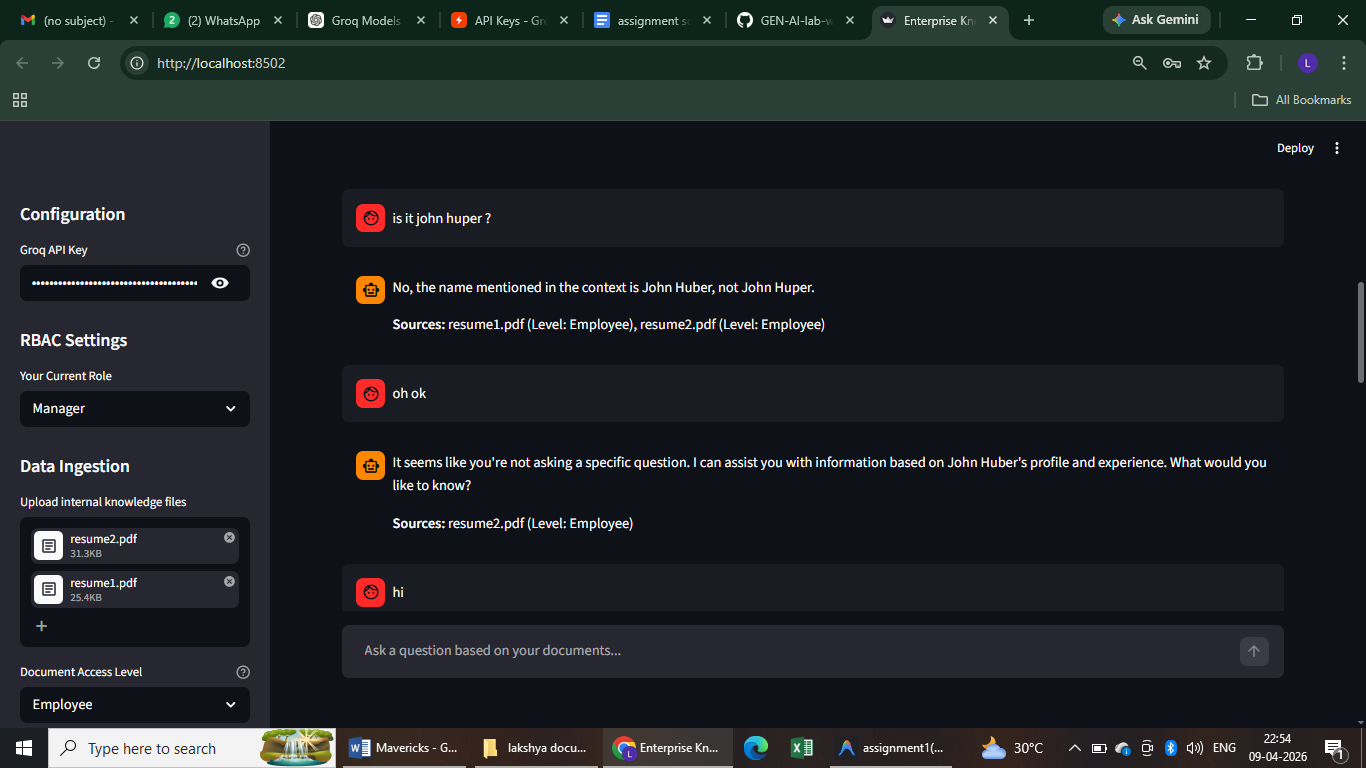 (no subject) -
(2) WhatsApp
Groq Models
API Keys - Gro
assignment sc
GEN-AI-lab-w
Enterprise Kn
Ask Gemini
http://localhost:8502
L
All Bookmarks
Deploy
Configuration
Groq API Key
RBAC Settings
Your Current Role
Manager
Data Ingestion
Upload internal knowledge files
resume2.pdf
31.3KB
resume1.pdf
25.4KB
Document Access Level
Employee
is it john huper ?
No, the name mentioned in the context is John Huber, not John Huper.
Sources: resume1.pdf (Level: Employee), resume2.pdf (Level: Employee)
oh ok
It seems like you're not asking a specific question. I can assist you with information based on John Huber's profile and experience. What would you
like to know?
Sources: resume2.pdf (Level: Employee)
hi
Ask a question based on your documents...
Type here to search
Mavericks - G...
lakshya docu...
Enterprise Kn...
assignment1(...
30°C
ENG
22:54
09-04-2026
1